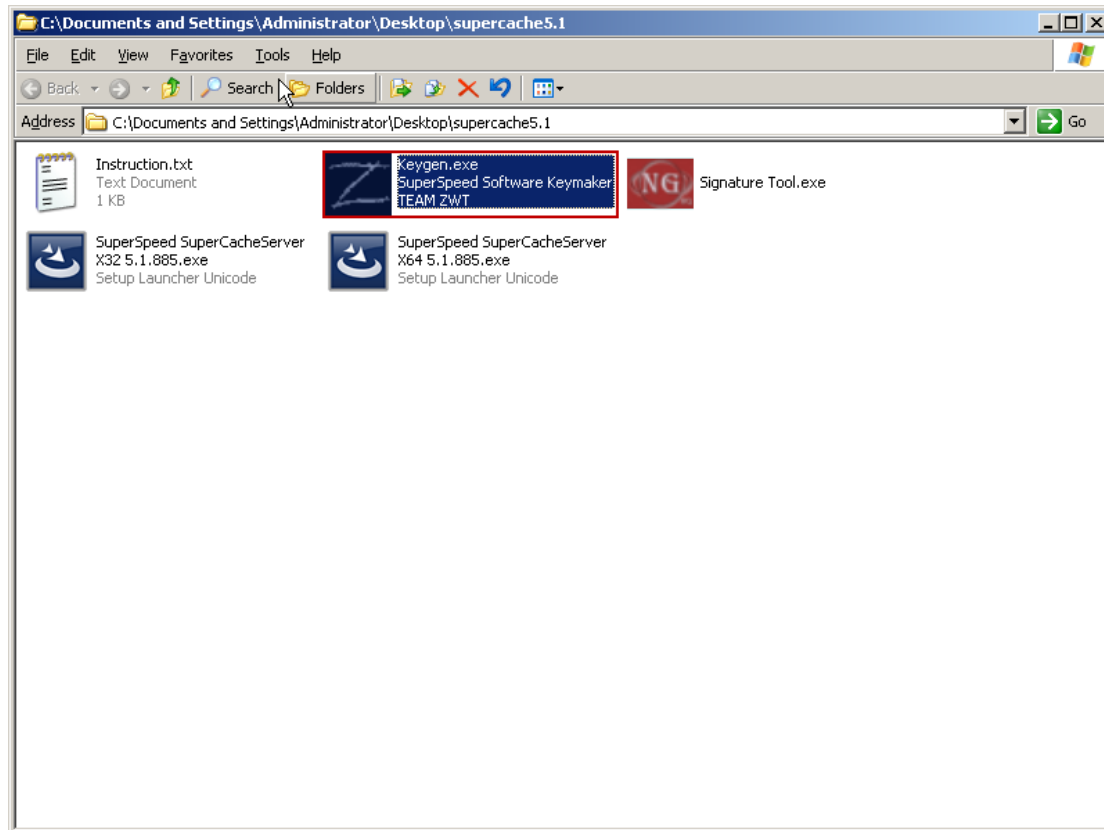 C:\Documents and Settings\Administrator\Desktop\supercache5.1
File Edit View Favorites Tools Help
Back Search Folders
Address C:\Documents and Settings\Administrator\Desktop\supercache5.1 Go
Instruction.txt
Text Document
1 KB
Keygen.exe
SuperSpeed Software Keymaker
TEAM ZWT
NG Signature Tool.exe
SuperSpeed SuperCacheServer
X32 5.1.885.exe
Setup Launcher Unicode
SuperSpeed SuperCacheServer
X64 5.1.885.exe
Setup Launcher Unicode